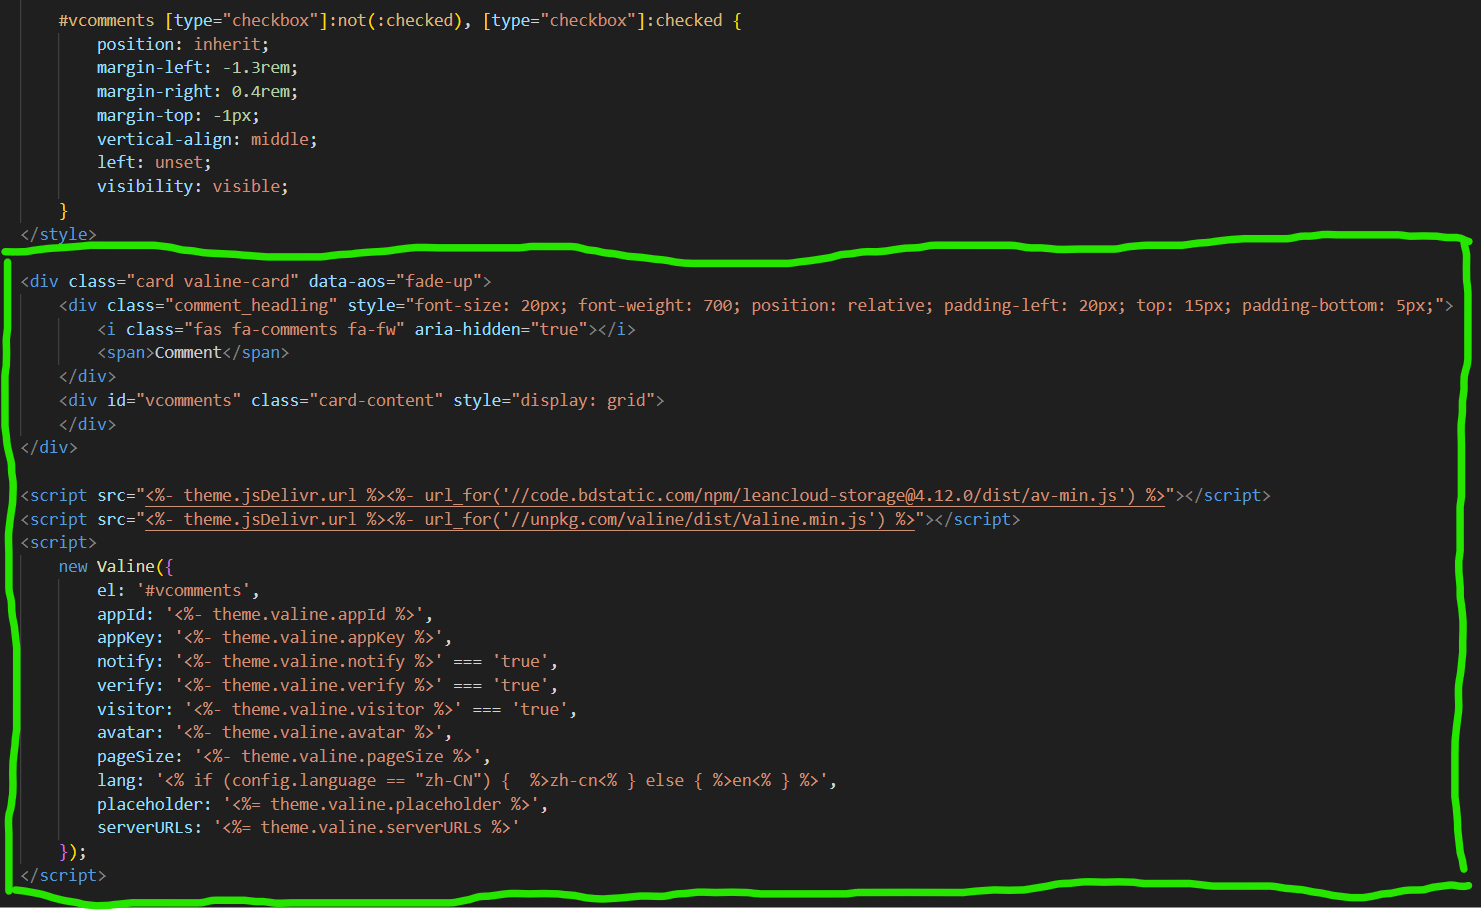 #vcomments [type="checkbox"]:not(:checked), [type="checkbox"]:checked {
position: inherit;
margin-left: -1.3rem;
margin-right: 0.4rem;
margin-top: -1px;
vertical-align: middle;
left: unset;
visibility: visible;
}
</style>
<div class="card valine-card" data-aos="fade-up">
<div class="comment_headling" style="font-size: 20px; font-weight: 700; position: relative; padding-left: 20px; top: 15px; padding-bottom: 5px;">
<i class="fas fa-comments fa-fw" aria-hidden="true"></i>
<span>Comment</span>
</div>
<div id="vcomments" class="card-content" style="display: grid">
</div>
</div>
<script src="<%- theme.jsDelivr.url %><%- url_for('//code.bdstatic.com/npm/leancloud-storage@4.12.0/dist/av-min.js') %>"></script>
<script src="<%- theme.jsDelivr.url %><%- url_for('//unpkg.com/valine/dist/Valine.min.js') %>"></script>
<script>
new Valine({
el: '#vcomments',
appId: '<%- theme.valine.appId %>',
appKey: '<%- theme.valine.appKey %>',
notify: '<%- theme.valine.notify %>' === 'true',
verify: '<%- theme.valine.verify %>' === 'true',
visitor: '<%- theme.valine.visitor %>' === 'true',
avatar: '<%- theme.valine.avatar %>',
pageSize: '<%- theme.valine.pageSize %>',
lang: '<% if (config.language == "zh-CN") {  %>zh-cn<% } else { %>en<% } %>',
placeholder: '<%= theme.valine.placeholder %>',
serverURLs: '<%= theme.valine.serverURLs %>'
});
</script>